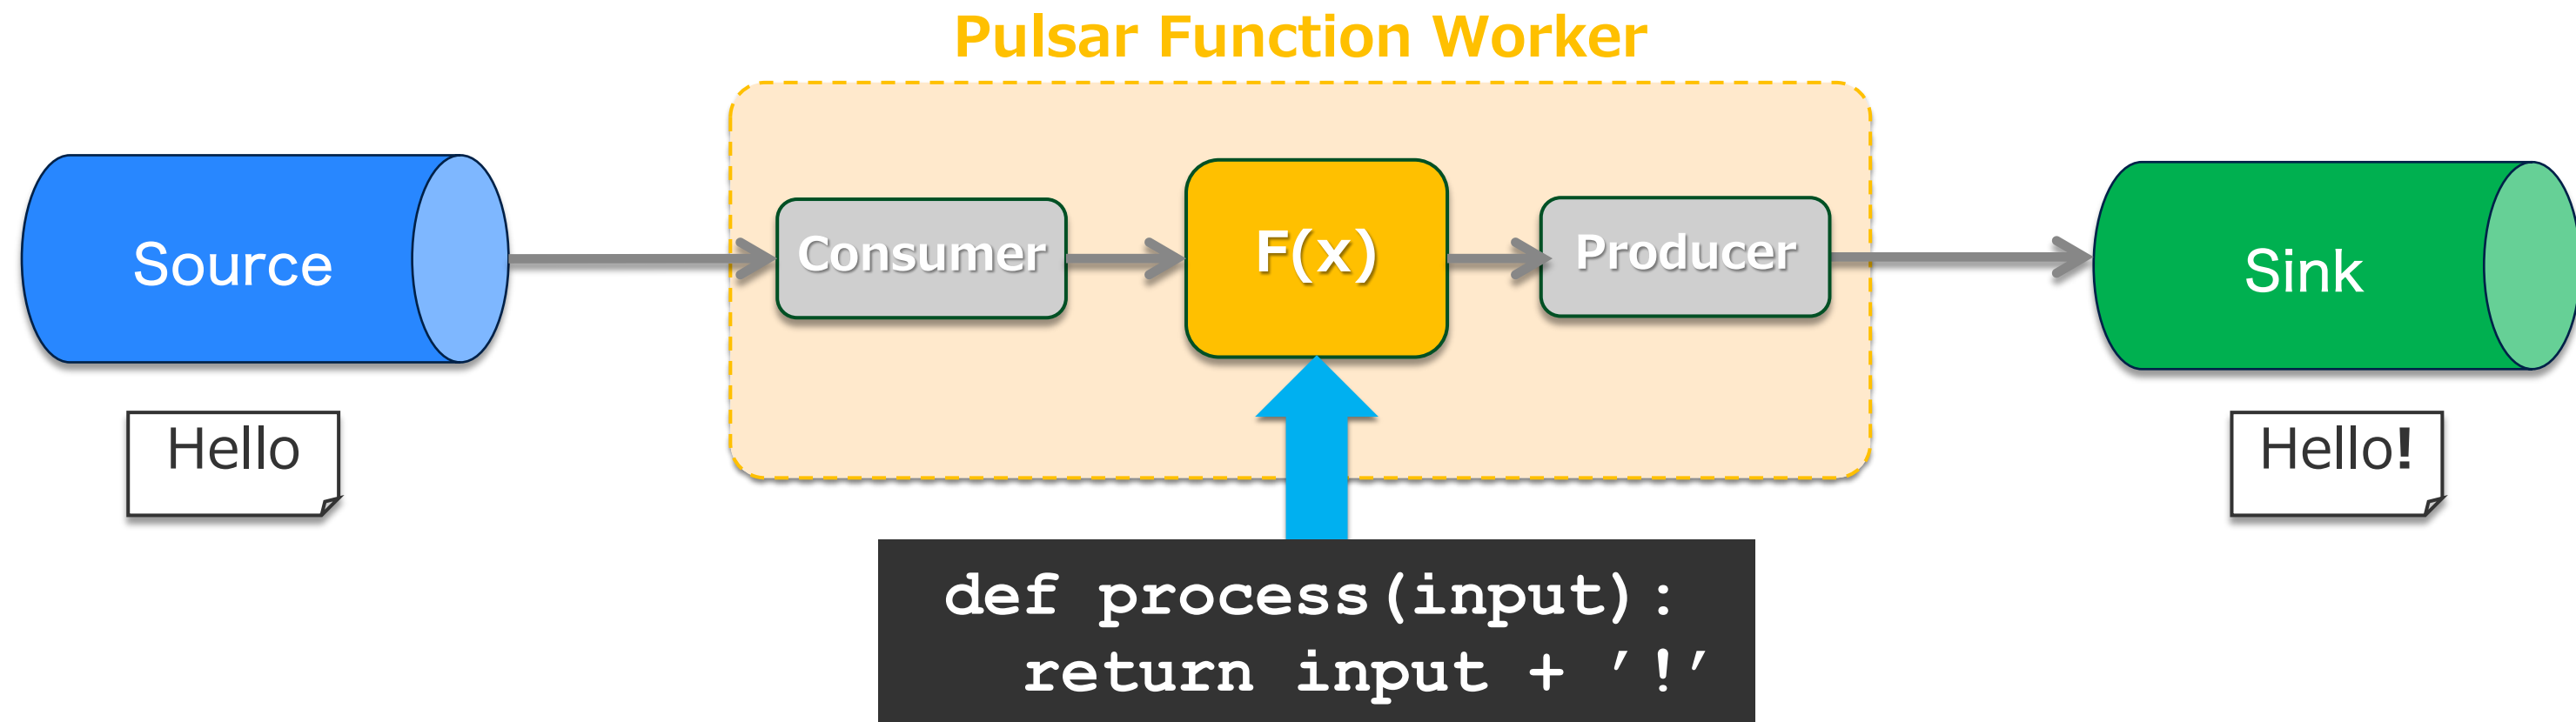 Pulsar Function Worker
Source
Consumer
F(x)
Producer
Sink
Hello
Hello!
def process(input):
  return input + ’!’